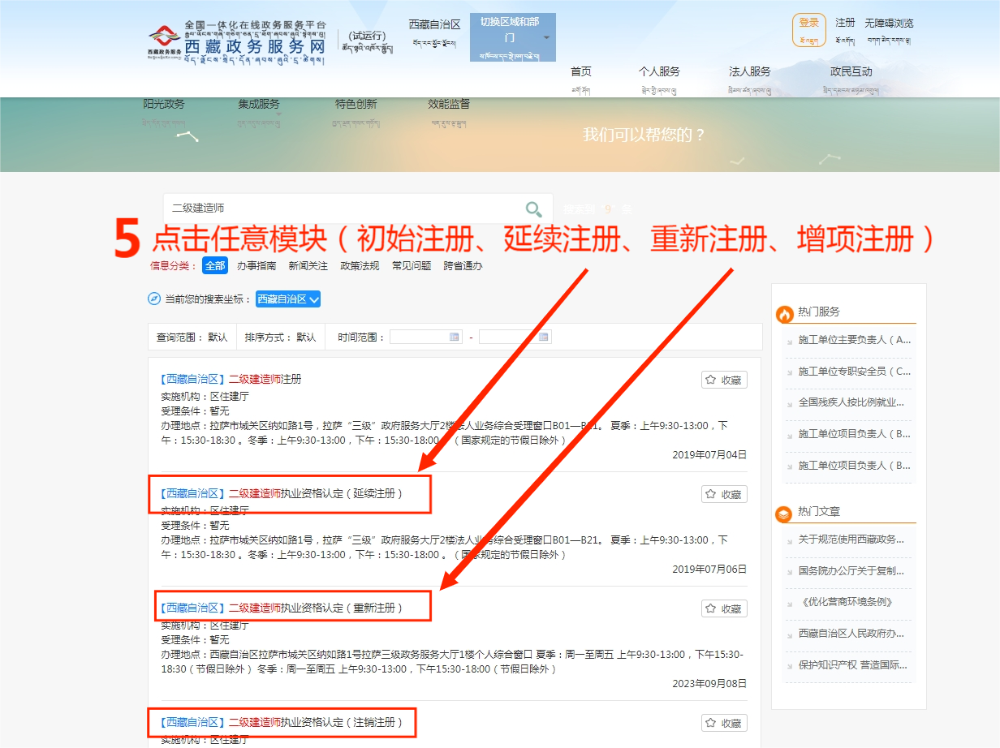 全国一体化在线政务服务平台
西藏政务服务网
西藏政务服务
（试运行）
西藏自治区
切换区域和部门
登录
注册
无障碍浏览
首页
个人服务
法人服务
政民互动
阳光政务
集成服务
特色创新
效能监督
我们可以帮您的？
二级建造师
搜索到 9 条
5 点击任意模块（初始注册、延续注册、重新注册、增项注册）
信息分类： 全部 办事指南 新闻关注 政策法规 常见问题 跨省通办
当前您的搜索坐标： 西藏自治区
查询范围： 默认 排序方式： 默认 时间范围： -
【西藏自治区】二级建造师注册
收藏
实施机构：区住建厅
受理条件：暂无
办理地点：拉萨市城关区纳如路1号，拉萨“三级”政府服务大厅2楼法人业务综合受理窗口B01—B21。 夏季：上午9:30-13:00，下
午：15:30-18:30 。冬季：上午9:30-13:00，下午：15:30-18:00 。（国家规定的节假日除外）
2019年07月04日
【西藏自治区】二级建造师执业资格认定（延续注册）
收藏
实施机构：区住建厅
受理条件：暂无
办理地点：拉萨市城关区纳如路1号，拉萨“三级”政府服务大厅2楼法人业务综合受理窗口B01—B21。 夏季：上午9:30-13:00，下
午：15:30-18:30 。冬季：上午9:30-13:00，下午：15:30-18:00 。（国家规定的节假日除外）
2019年07月06日
【西藏自治区】二级建造师执业资格认定（重新注册）
收藏
实施机构：区住建厅
受理条件：暂无
办理地点：西藏自治区拉萨市城关区纳如路1号拉萨三级政务服务大厅1楼个人综合窗口 夏季：周一至周五 上午9:30-13:00，下午15:30-
18:30（节假日除外） 冬季：周一至周五 上午9:30-13:00，下午15:30-18:00（节假日除外）
2023年09月08日
【西藏自治区】二级建造师执业资格认定（注销注册）
收藏
实施机构：区住建厅
热门服务
施工单位主要负责人（A...
施工单位专职安全员（C...
全国残疾人按比例就业...
施工单位项目负责人（B...
施工单位项目负责人（B...
热门文章
关于规范使用西藏政务...
国务院办公厅关于复制...
《优化营商环境条例》
西藏自治区人民政府办...
保护知识产权 营造国际...